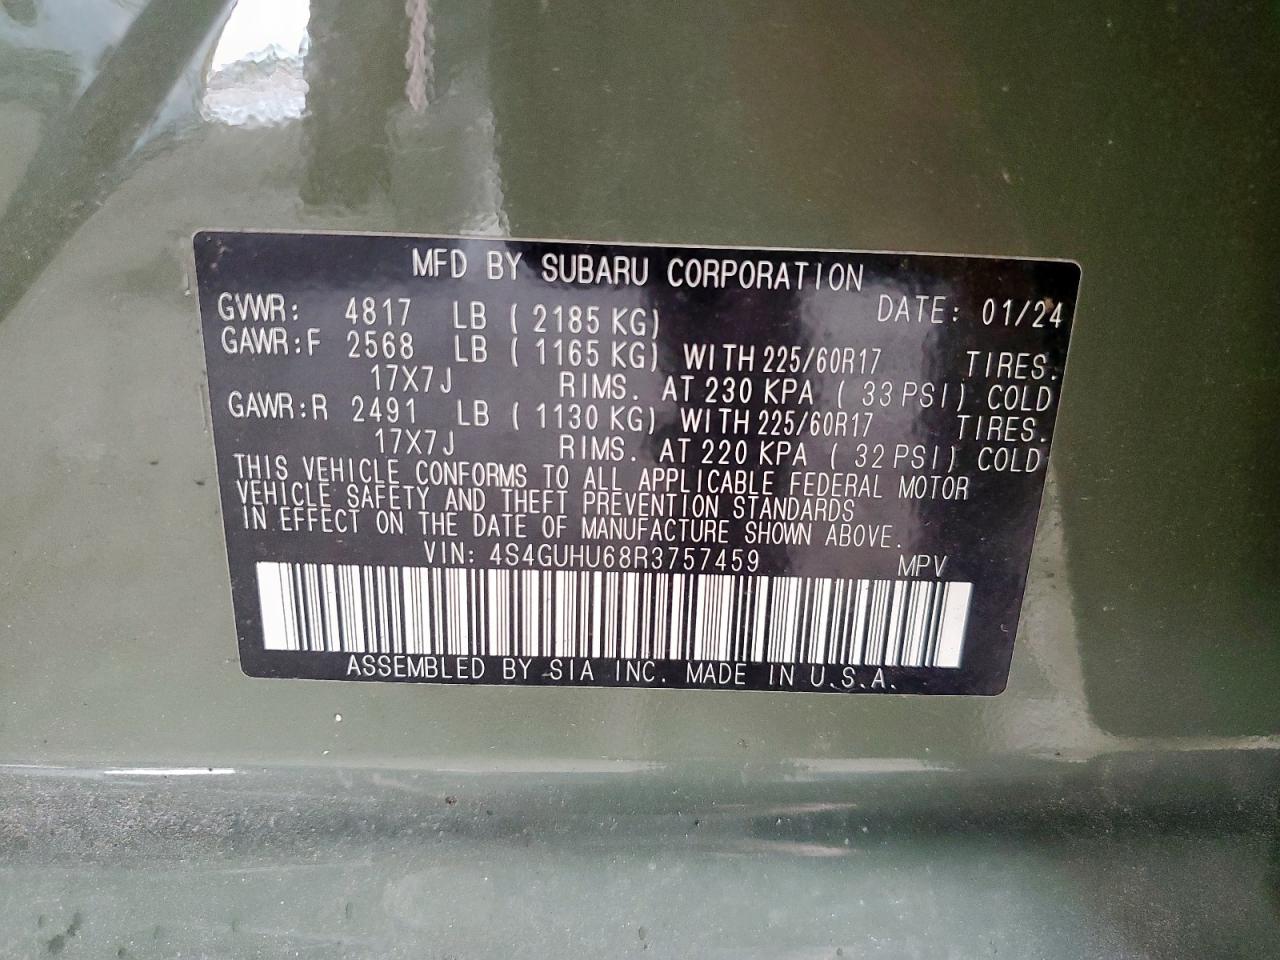 MFD BY SUBARU CORPORATION
GVWR: 4817 LB ( 2185 KG) DATE: 01/24
GAWR:F 2568 LB ( 1165 KG) WITH 225/60R17 TIRES.
17X7J RIMS. AT 230 KPA ( 33 PSI) COLD
GAWR:R 2491 LB ( 1130 KG) WITH 225/60R17 TIRES.
17X7J RIMS. AT 220 KPA ( 32 PSI) COLD
THIS VEHICLE CONFORMS TO ALL APPLICABLE FEDERAL MOTOR
VEHICLE SAFETY AND THEFT PREVENTION STANDARDS
IN EFFECT ON THE DATE OF MANUFACTURE SHOWN ABOVE.
VIN: 4S4GUHU68R3757459 MPV
ASSEMBLED BY SIA INC. MADE IN U.S.A.